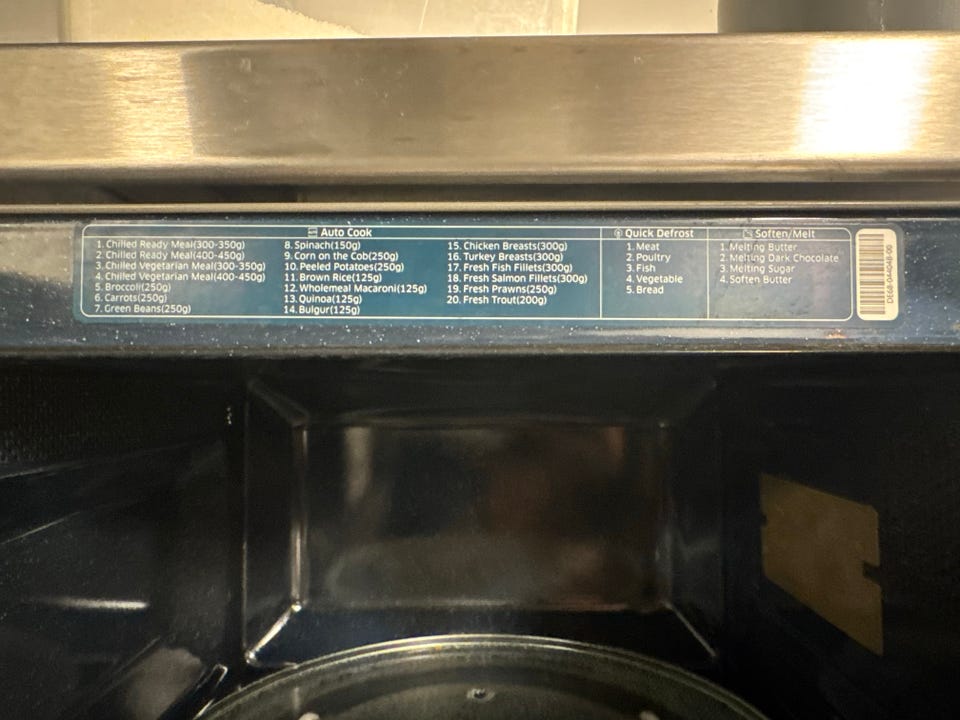 Auto Cook
1. Chilled Ready Meal(300-350g)
2. Chilled Ready Meal(400-450g)
3. Chilled Vegetarian Meal(300-350g)
4. Chilled Vegetarian Meal(400-450g)
5. Broccoli(250g)
6. Carrots(250g)
7. Green Beans(250g)
8. Spinach(150g)
9. Corn on the Cob(250g)
10. Peeled Potatoes(250g)
11. Brown Rice(125g)
12. Wholemeal Macaroni(125g)
13. Quinoa(125g)
14. Bulgur(125g)
15. Chicken Breasts(300g)
16. Turkey Breasts(300g)
17. Fresh Fish Fillets(300g)
18. Fresh Salmon Fillets(300g)
19. Fresh Prawns(250g)
20. Fresh Trout(200g)
Quick Defrost
1. Meat
2. Poultry
3. Fish
4. Vegetable
5. Bread
Soften/Melt
1. Melting Butter
2. Melting Dark Chocolate
3. Melting Sugar
4. Soften Butter
DE68-04404B-00